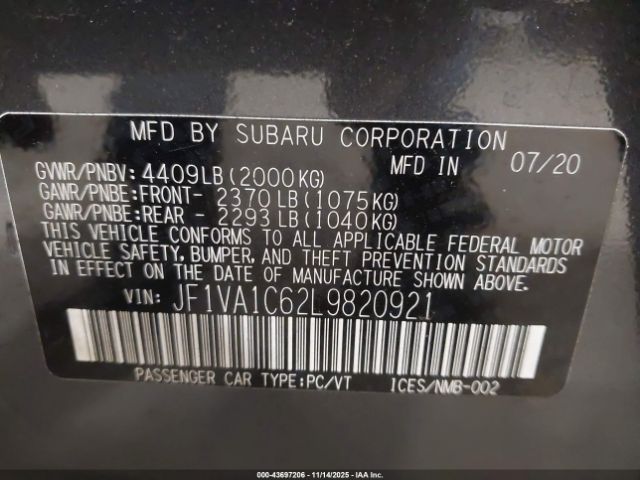 MFD BY SUBARU CORPORATION
MFD IN 07/20
GVWR/PNBV: 4409LB(2000KG)
GAWR/PNBE:FRONT- 2370LB(1075KG)
GAWR/PNBE:REAR - 2293LB(1040KG)
THIS VEHICLE CONFORMS TO ALL APPLICABLE FEDERAL MOTOR
VEHICLE SAFETY, BUMPER, AND THEFT PREVENTION STANDARDS
IN EFFECT ON THE DATE OF MANUFACTURE SHOWN ABOVE.
VIN: JF1VA1C62L9820921
PASSENGER CAR TYPE:PC/VT ICES/NMB-002
000-43697206 - 11/14/2025 - IAA